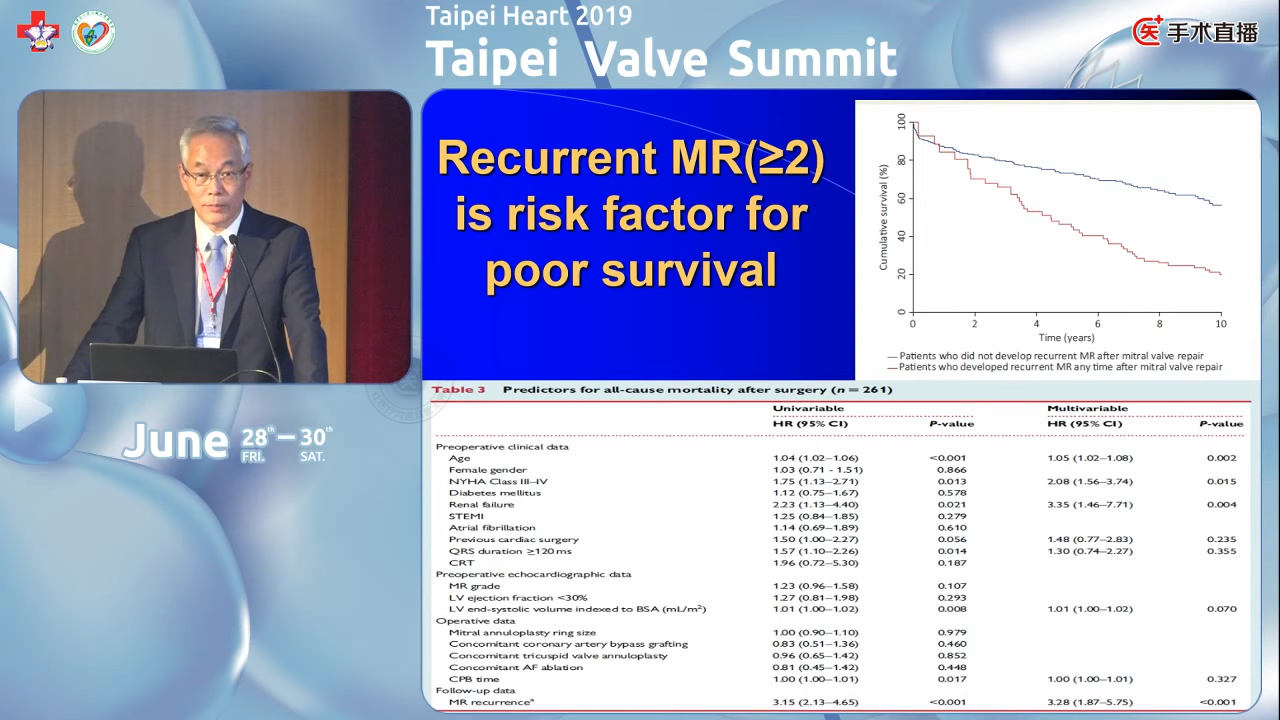 Taipei Heart 2019
Taipei Valve Summit
手术直播
Recurrent MR(≥2)
is risk factor for
poor survival
Cumulative survival (%)
100
80
60
40
20
0
0 2 4 6 8 10
Time (years)
Patients who did not develop recurrent MR after mitral valve repair
Patients who developed recurrent MR any time after mitral valve repair
June 28th FRI. – 30th SAT.
Table 3 Predictors for all-cause mortality after surgery (n = 261)
Univariable Multivariable
HR (95% CI) P-value HR (95% CI) P-value
Preoperative clinical data
Age 1.04 (1.02–1.06) <0.001 1.05 (1.02–1.08) 0.002
Female gender 1.03 (0.71 - 1.51) 0.866
NYHA Class III–IV 1.75 (1.13–2.71) 0.013 2.08 (1.56–3.74) 0.015
Diabetes mellitus 1.12 (0.75–1.67) 0.578
Renal failure 2.23 (1.13–4.40) 0.021 3.35 (1.46–7.71) 0.004
STEMI 1.25 (0.84–1.85) 0.279
Atrial fibrillation 1.14 (0.69–1.89) 0.610
Previous cardiac surgery 1.50 (1.00–2.27) 0.056 1.48 (0.77–2.83) 0.235
QRS duration ≥120 ms 1.57 (1.10–2.26) 0.014 1.30 (0.74–2.27) 0.355
CRT 1.96 (0.72–5.30) 0.187
Preoperative echocardiographic data
MR grade 1.23 (0.96–1.58) 0.107
LV ejection fraction <30% 1.27 (0.81–1.98) 0.293
LV end-systolic volume indexed to BSA (mL/m²) 1.01 (1.00–1.02) 0.008 1.01 (1.00–1.02) 0.070
Operative data
Mitral annuloplasty ring size 1.00 (0.90–1.10) 0.979
Concomitant coronary artery bypass grafting 0.83 (0.51–1.36) 0.460
Concomitant tricuspid valve annuloplasty 0.96 (0.65–1.42) 0.852
Concomitant AF ablation 0.81 (0.45–1.42) 0.448
CPB time 1.00 (1.00–1.01) 0.017 1.00 (1.00–1.01) 0.327
Follow-up data
MR recurrence* 3.15 (2.13–4.65) <0.001 3.28 (1.87–5.75) <0.001